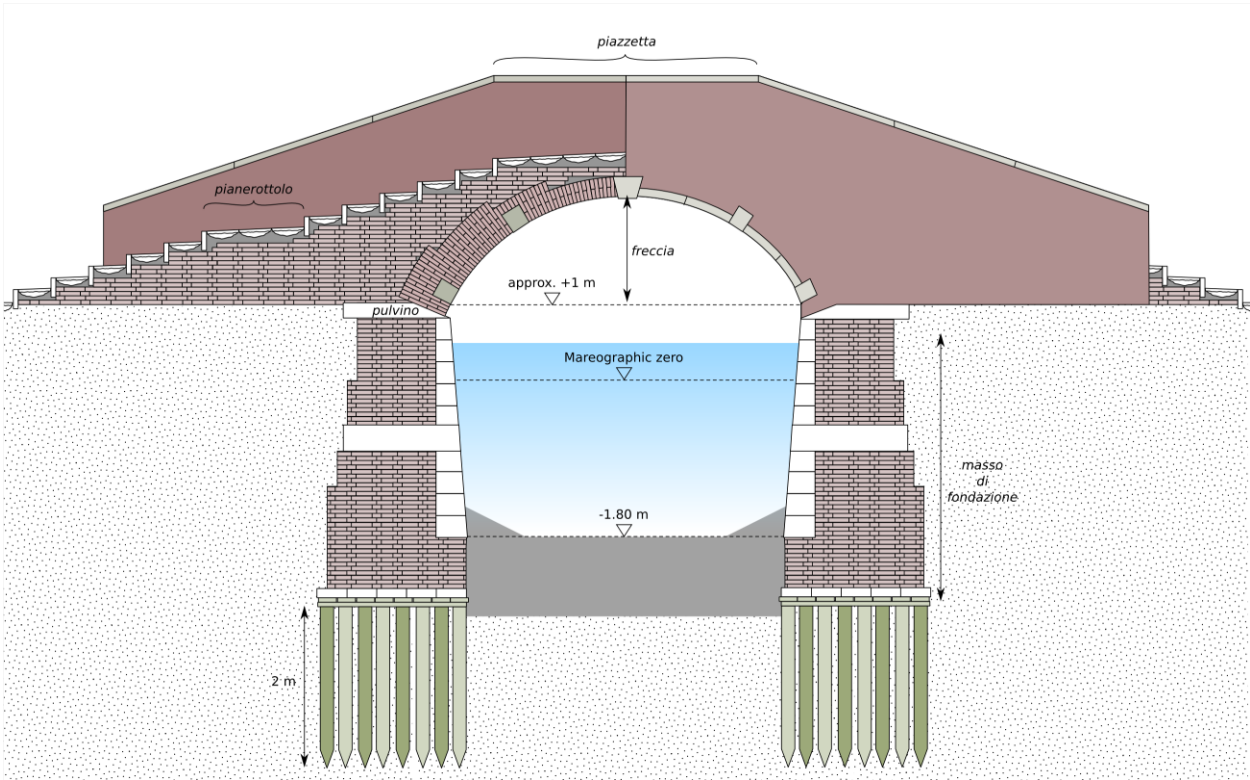 piazzetta
pianerottolo
freccia
approx. +1 m
pulvino
Mareographic zero
masso
di
fondazione
-1.80 m
2 m